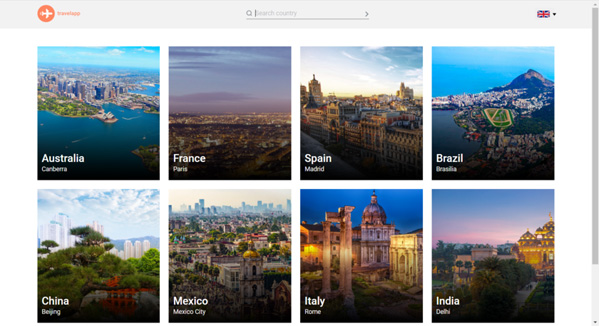 travelapp
Search country
Australia
Canberra
France
Paris
Spain
Madrid
Brazil
Brasilia
China
Beijing
Mexico
Mexico City
Italy
Rome
India
Delhi